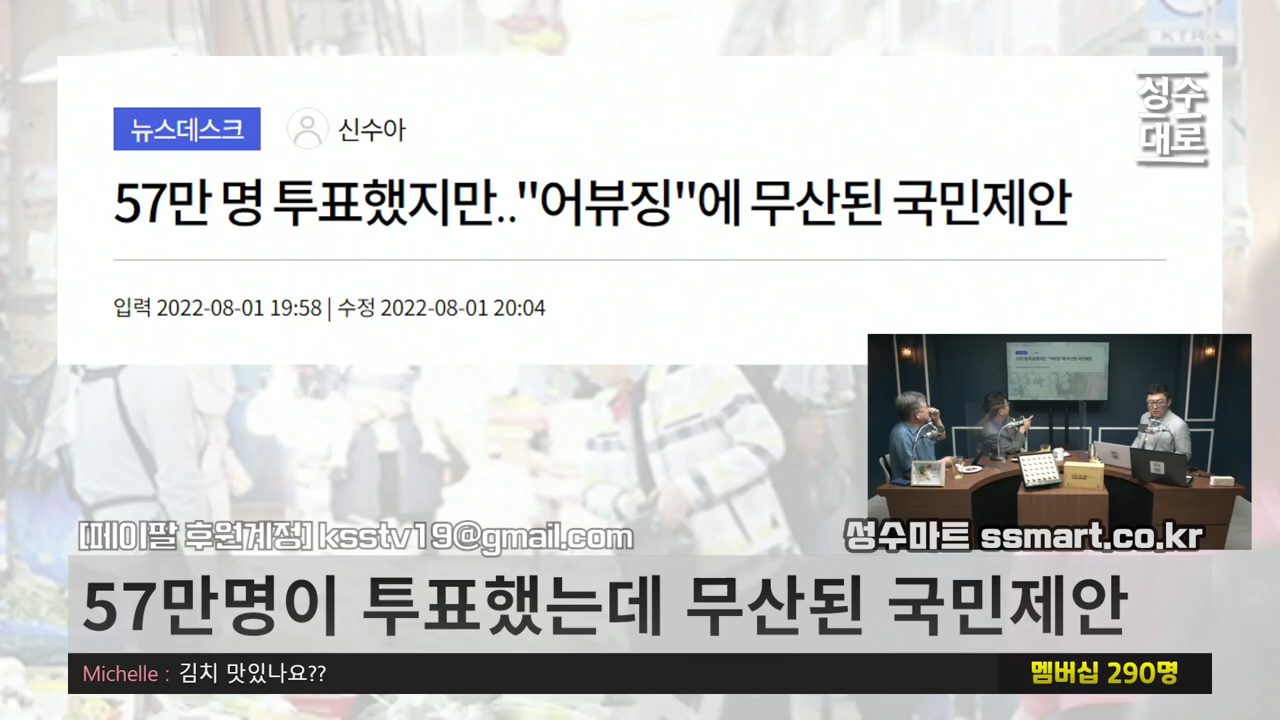 KTRA
성수
대로
뉴스데스크 신수아
57만 명 투표했지만.."어뷰징"에 무산된 국민제안
입력 2022-08-01 19:58 | 수정 2022-08-01 20:04
[페이팔 후원계정] ksstv19@gmail.com
성수마트 ssmart.co.kr
57만명이 투표했는데 무산된 국민제안
Michelle : 김치 맛있나요??
멤버십 290명